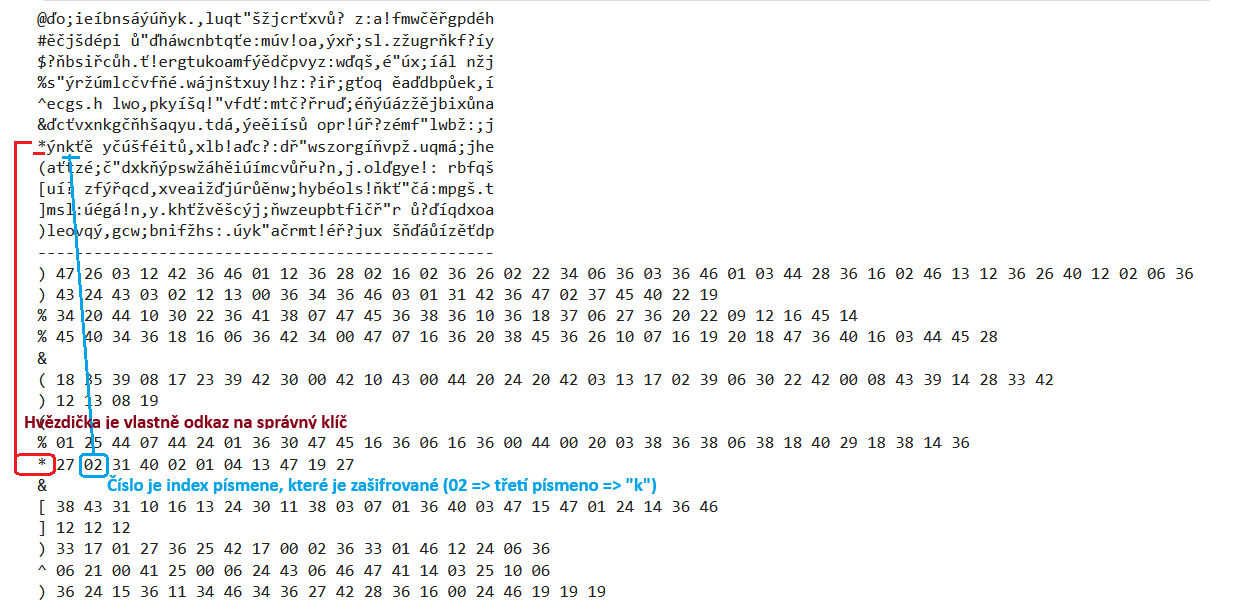 @ďo;ieíbnsáýúňyk.,luqt"šžjcrťxvů? z:a!fmwčěřgpdéh
#ěčjšdépi ů"ďháwcnbtqťe:múv!oa,ýxř;sl.zžugrňkf?íy
$?ňbsiřcůh.ť!ergtukoamfýědčpvyz:wďqš,é"úx;íál nžj
%s"ýržúmlcčvfňé.wájnštxuy!hz:?iř;gťoq ěaďdbpůek,í
^ecgs.h lwo,pkyíšq!"vfdť:mtč?řruď;éňýúázžějbixůna
&ďcťvxnkgčňhšaqyu.tdá,ýeěiísů opr!úř?zémf"lwbž:;j
*ýnkťě yčúšféitů,xlb!aďc?:dř"wszorgíňvpž.uqmá;jhe
(aťtzé;č"dxkňýpswžáhěiúímcvůřu?n,j.olďgye!: rbfqš
[uí? zfýřqcd,xveaižďjúrůěnw;hybéols!ňkť"čá:mpgš.t
]msl:úégá!n,y.khťžvěšcýj;ňwzeupbtfičř"r ů?ďíqdxoa
)leovqý,gcw;bnifžhs:.úyk"ačrmt!éř?jux šňďáůízěťdp
-------------------------------------------------
) 47 26 03 12 42 36 46 01 12 36 28 02 16 02 36 26 02 22 34 06 36 03 36 46 01 03 44 28 36 16 02 46 13 12 36 26 40 12 02 06 36
) 43 24 43 03 02 12 13 00 36 34 36 46 03 01 31 42 36 47 02 37 45 40 22 19
% 34 20 44 10 30 22 36 41 38 07 47 45 36 38 36 10 36 18 37 06 27 36 20 22 09 12 16 45 14
% 45 40 34 36 18 16 06 36 42 34 00 47 07 16 36 20 38 45 36 26 10 07 16 19 20 18 47 36 40 16 03 44 45 28
&
( 18 35 39 08 17 23 39 42 30 00 42 10 43 00 44 20 24 20 42 03 13 17 02 39 06 30 22 42 00 08 43 39 14 28 33 42
) 12 13 08 19
Hvězdička je vlastně odkaz na správný klíč
% 01 25 44 07 44 24 01 36 30 47 45 16 36 06 16 36 00 44 00 20 03 38 36 38 06 38 18 40 29 18 38 14 36
* 27 02 31 40 02 01 04 13 47 19 27
& Číslo je index písmene, které je zašifrované (02 => třetí písmeno => "k")
[ 38 43 31 10 16 13 24 30 11 38 03 07 01 36 40 03 47 15 47 01 24 14 36 46
] 12 12 12
) 33 17 01 27 36 25 42 17 00 02 36 33 01 46 12 24 06 36
^ 06 21 00 41 25 00 06 24 43 06 46 47 41 14 03 25 10 06
) 36 24 15 36 11 34 46 34 36 27 42 28 36 16 00 24 46 19 19 19